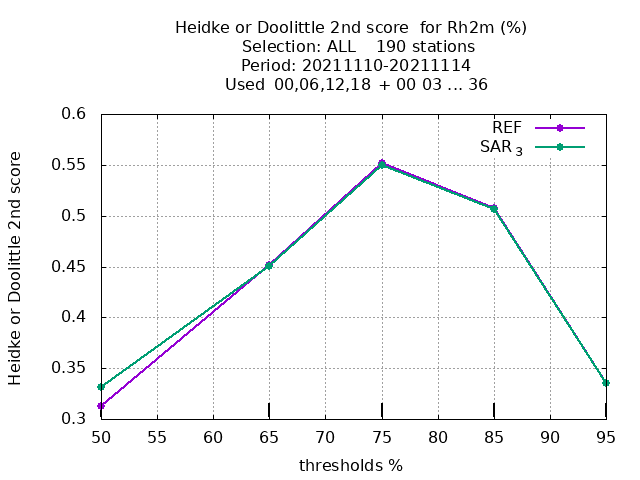 Heidke or Doolittle 2nd score  for Rh2m (%)
Selection: ALL    190 stations
Period: 20211110-20211114
Used  00,06,12,18  + 00 03 ... 36
REF
SAR 3
0.6
0.55
0.5
0.45
0.4
0.35
0.3
Heidke or Doolittle 2nd score
50 55 60 65 70 75 80 85 90 95
thresholds %